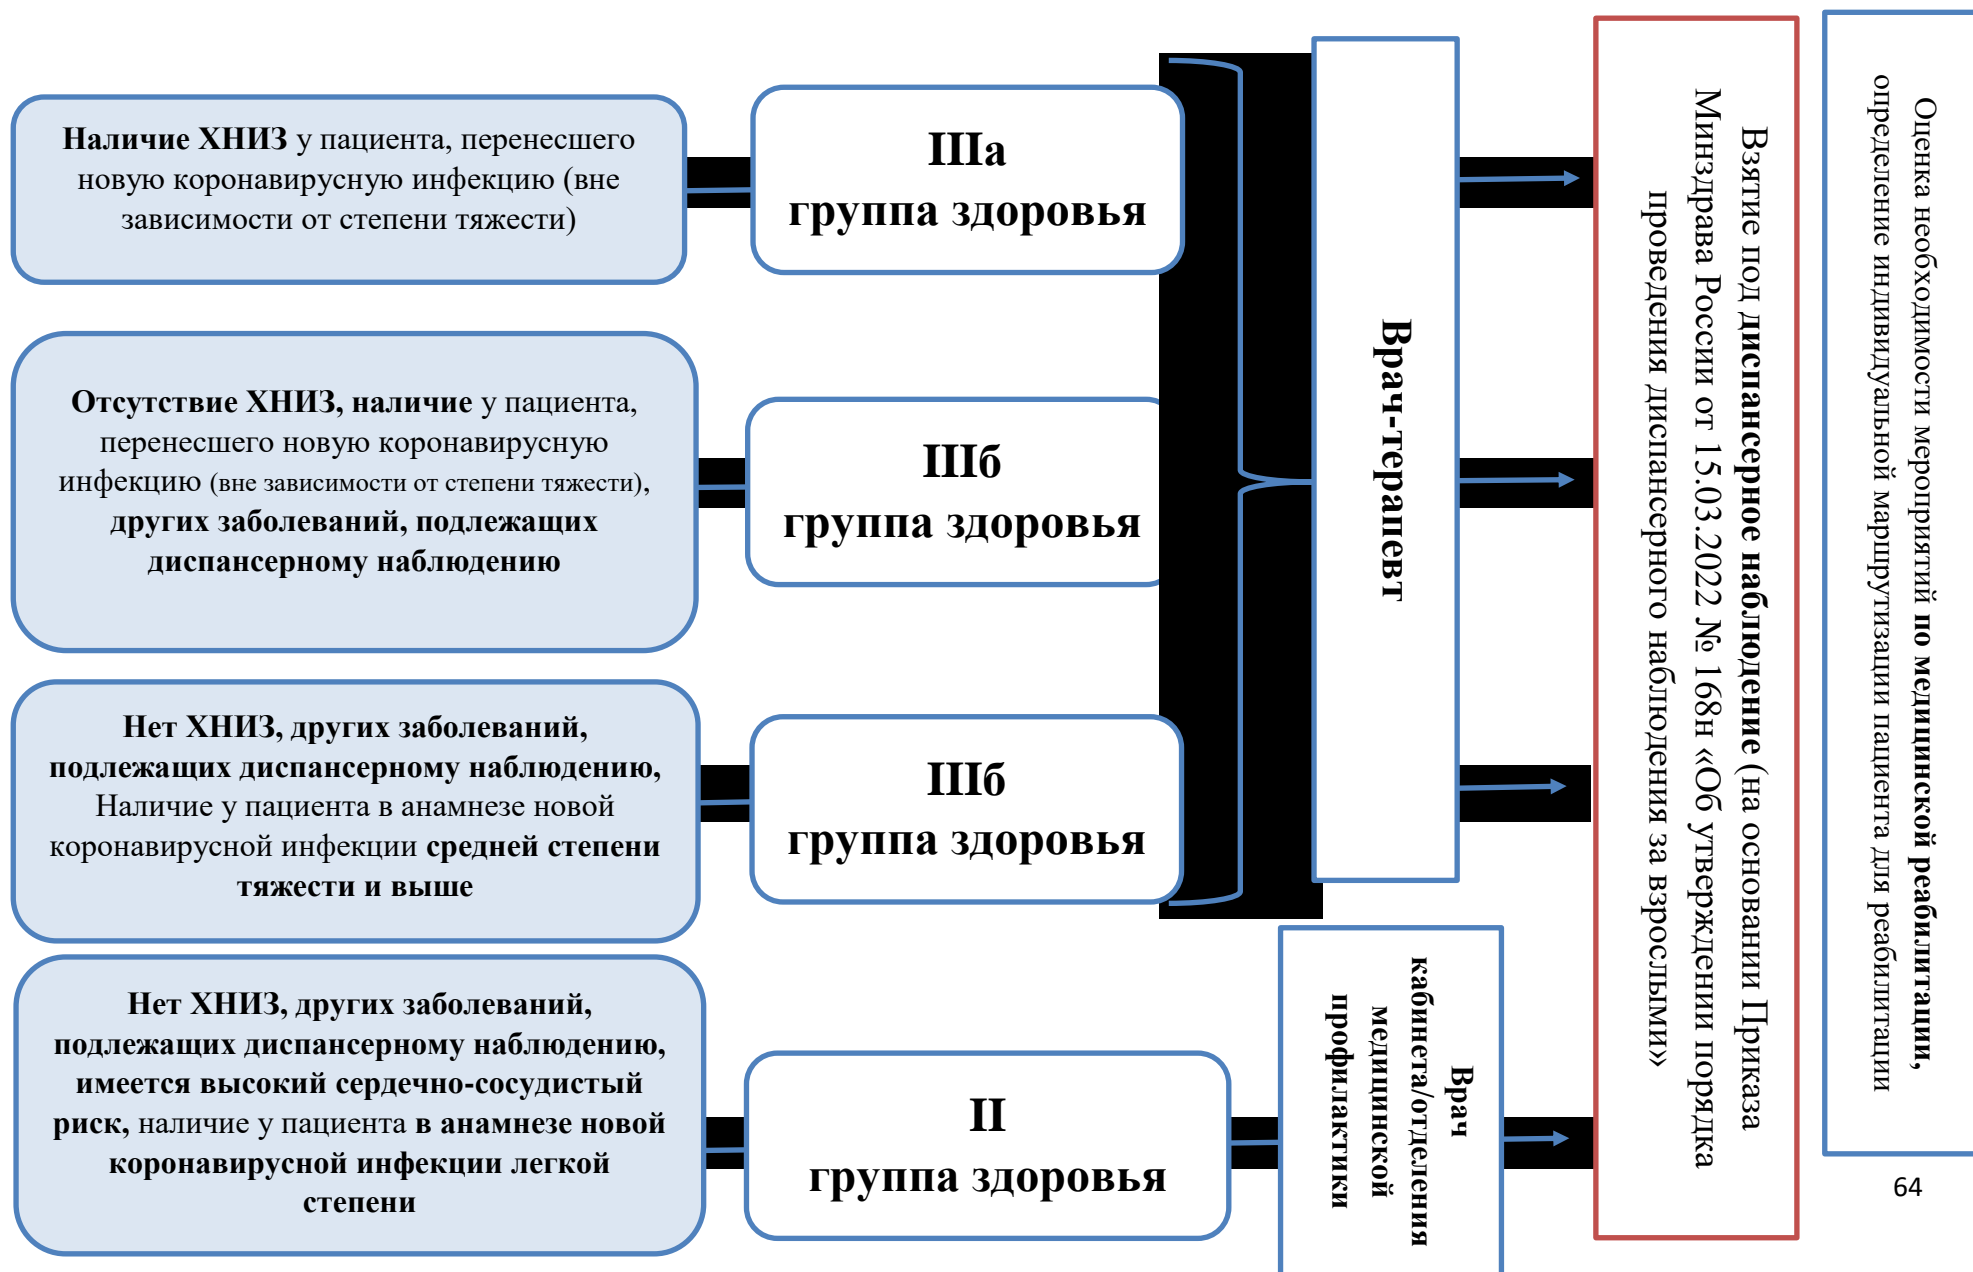 Наличие ХНИЗ у пациента, перенесшего
новую коронавирусную инфекцию (вне
зависимости от степени тяжести)
IIIа
группа здоровья
Отсутствие ХНИЗ, наличие у пациента,
перенесшего новую коронавирусную
инфекцию (вне зависимости от степени тяжести),
других заболеваний, подлежащих
диспансерному наблюдению
IIIб
группа здоровья
Нет ХНИЗ, других заболеваний,
подлежащих диспансерному наблюдению,
Наличие у пациента в анамнезе новой
коронавирусной инфекции средней степени
тяжести и выше
IIIб
группа здоровья
Нет ХНИЗ, других заболеваний,
подлежащих диспансерному наблюдению,
имеется высокий сердечно-сосудистый
риск, наличие у пациента в анамнезе новой
коронавирусной инфекции легкой
степени
II
группа здоровья
Врач-терапевт
Врач
кабинета/отделения
медицинской
профилактики
Взятие под диспансерное наблюдение (на основании Приказа
Минздрава России от 15.03.2022 № 168н «Об утверждении порядка
проведения диспансерного наблюдения за взрослыми»
Оценка необходимости мероприятий по медицинской реабилитации,
определение индивидуальной маршрутизации пациента для реабилитации
64